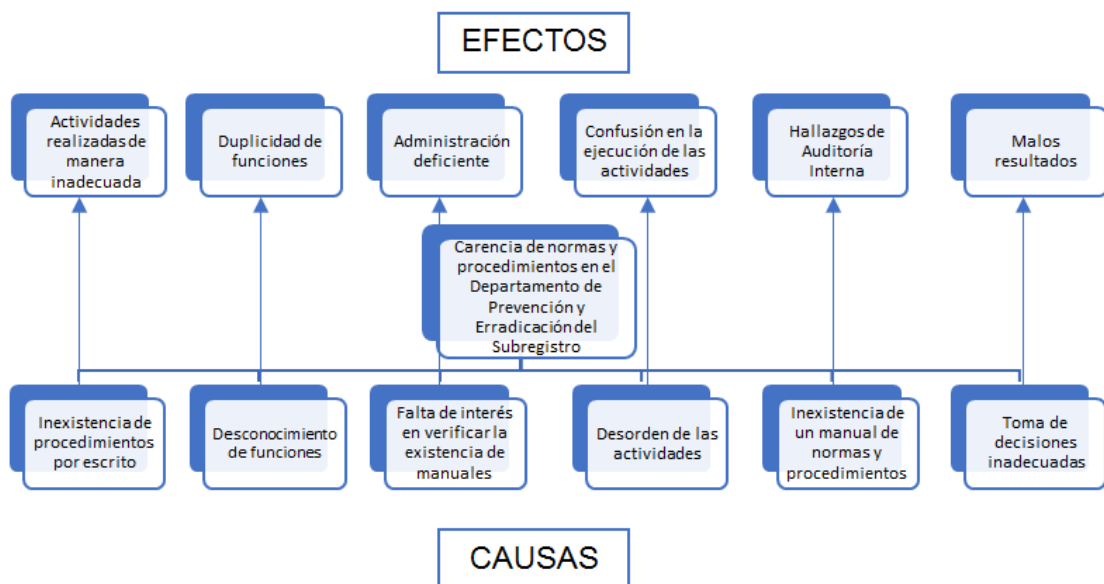 EFECTOS
Actividades
realizadas de
manera
inadecuada
Duplicidad de
funciones
Administración
deficiente
Confusión en la
ejecución de las
actividades
Hallazgos de
Auditoría
Interna
Malos
resultados
Carencia de normas y
procedimientos en el
Departamento de
Prevención y
Erradicación del
Subregistro
Inexistencia de
procedimientos
por escrito
Desconocimiento
de funciones
Falta de interés
en verificar la
existencia de
manuales
Desorden de las
actividades
Inexistencia de
un manual de
normas y
procedimientos
Toma de
decisiones
inadecuadas
CAUSAS